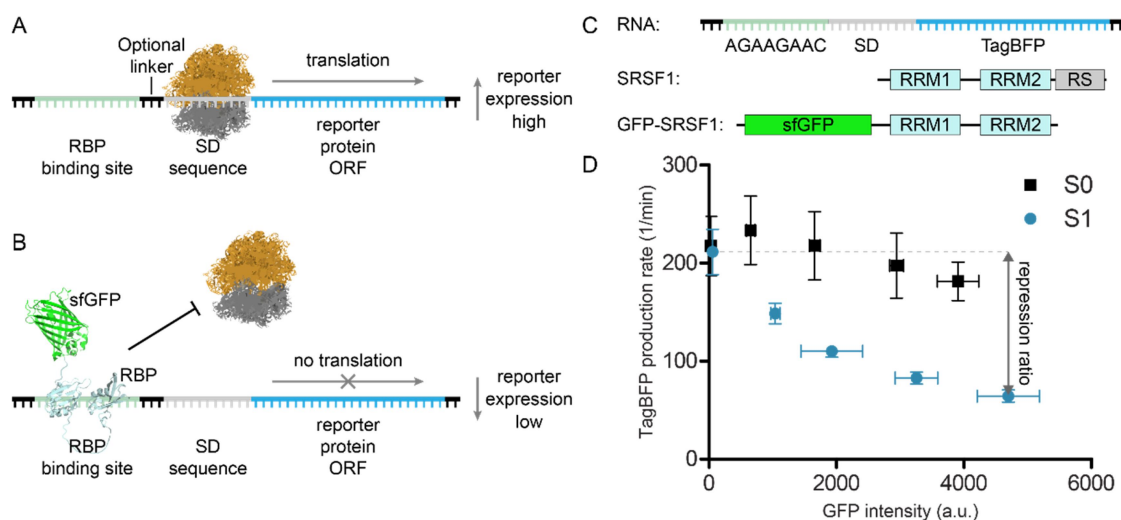 A
Optional
linker
translation
reporter
expression
high
RBP
binding site
SD
sequence
reporter
protein
ORF
B
sfGFP
RBP
no translation
reporter
expression
low
RBP
binding site
SD
sequence
reporter
protein
ORF
C
RNA:
AGAAGAAC
SD
TagBFP
SRSF1:
RRM1
RRM2
RS
GFP-SRSF1:
sfGFP
RRM1
RRM2
D
TagBFP production rate (1/min)
300
200
100
0
0
2000
4000
6000
GFP intensity (a.u.)
S0
S1
repression ratio